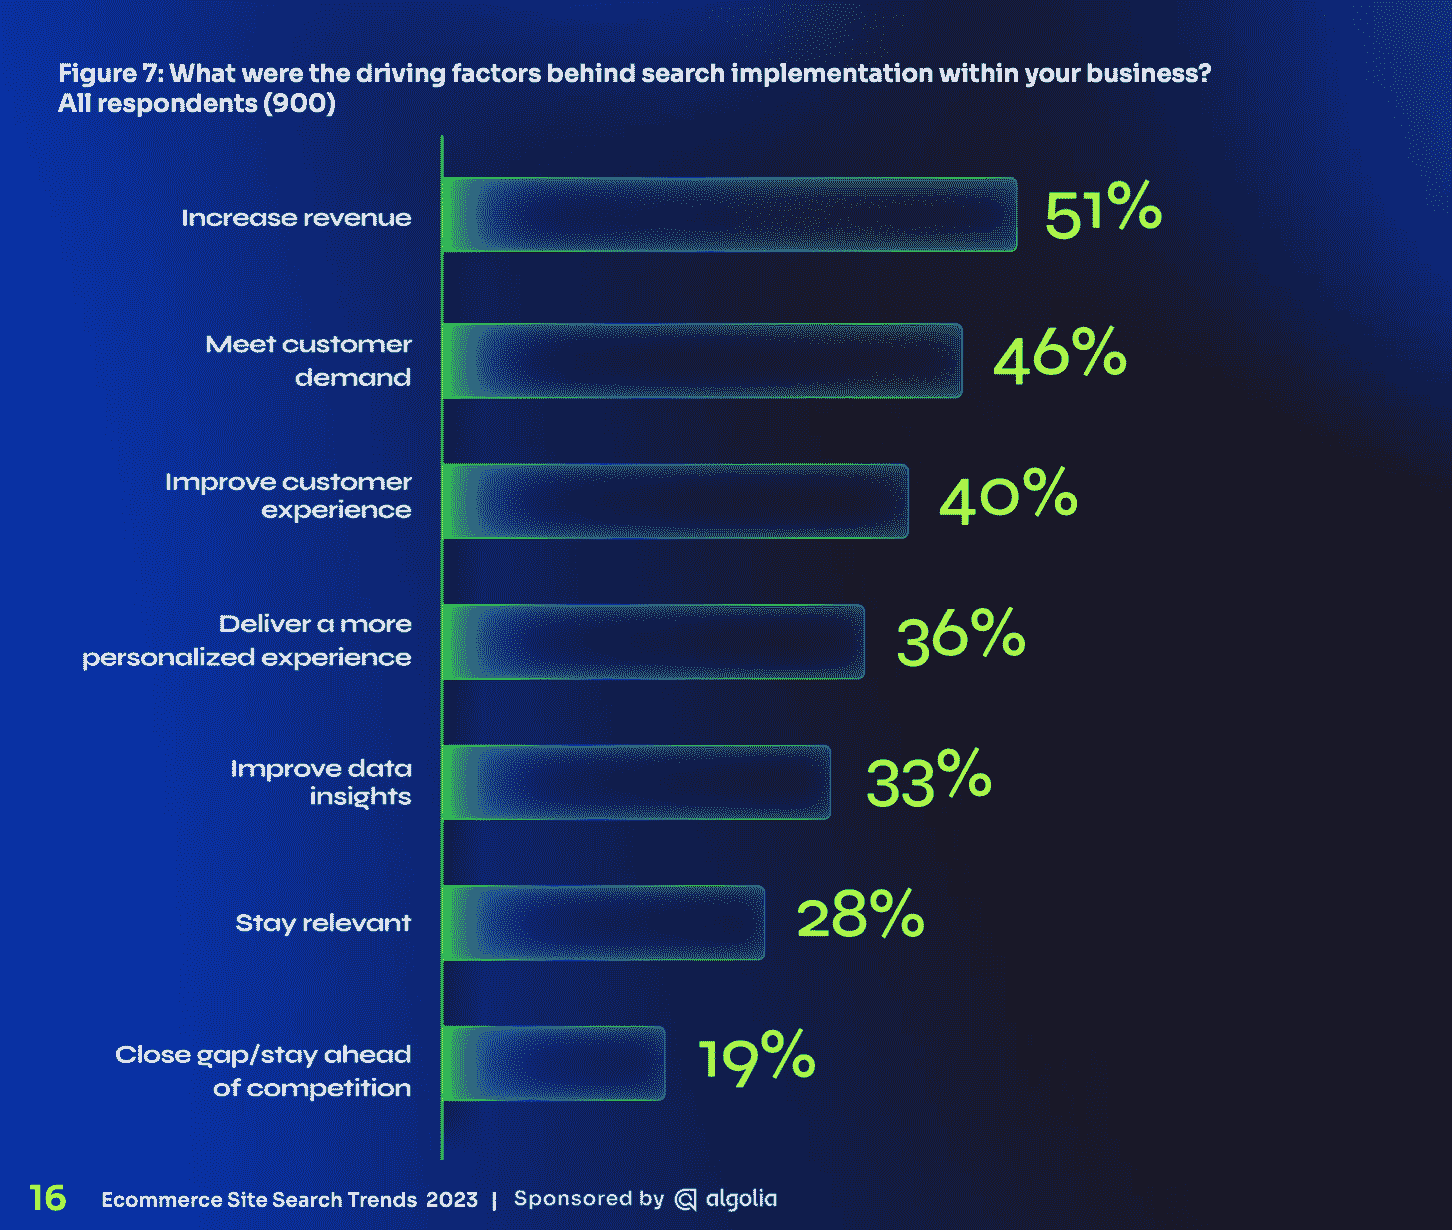 Figure 7: What were the driving factors behind search implementation within your business?
All respondents (900)
Increase revenue
51%
Meet customer
demand
46%
Improve customer
experience
40%
Deliver a more
personalized experience
36%
Improve data
insights
33%
Stay relevant
28%
Close gap/stay ahead
of competition
19%
16 Ecommerce Site Search Trends 2023 | Sponsored by algolia